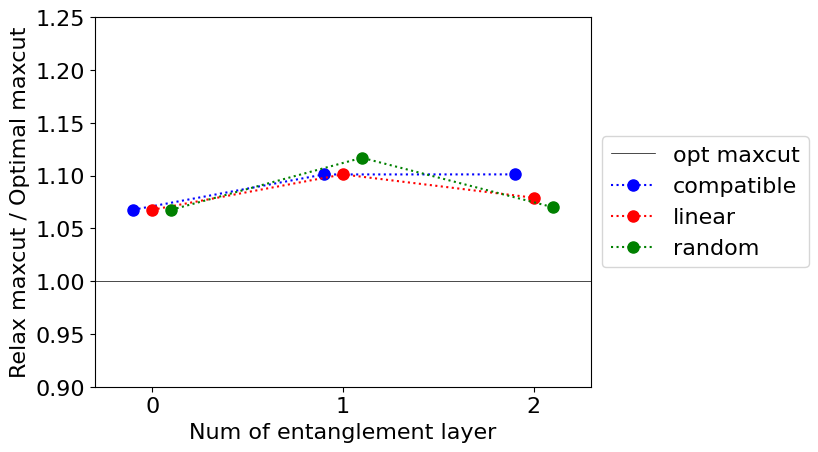 Relax maxcut / Optimal maxcut
1.25
1.20
1.15
1.10
1.05
1.00
0.95
0.90
0
1
2
Num of entanglement layer
opt maxcut
compatible
linear
random